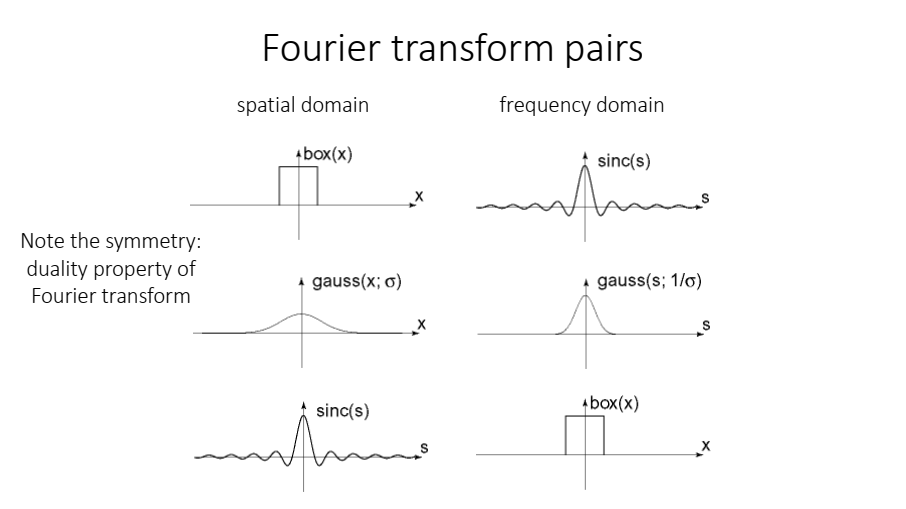 Fourier transform pairs
spatial domain
frequency domain
box(x)
x
sinc(s)
s
Note the symmetry:
duality property of
Fourier transform
gauss(x; σ)
x
gauss(s; 1/σ)
s
sinc(s)
s
box(x)
x